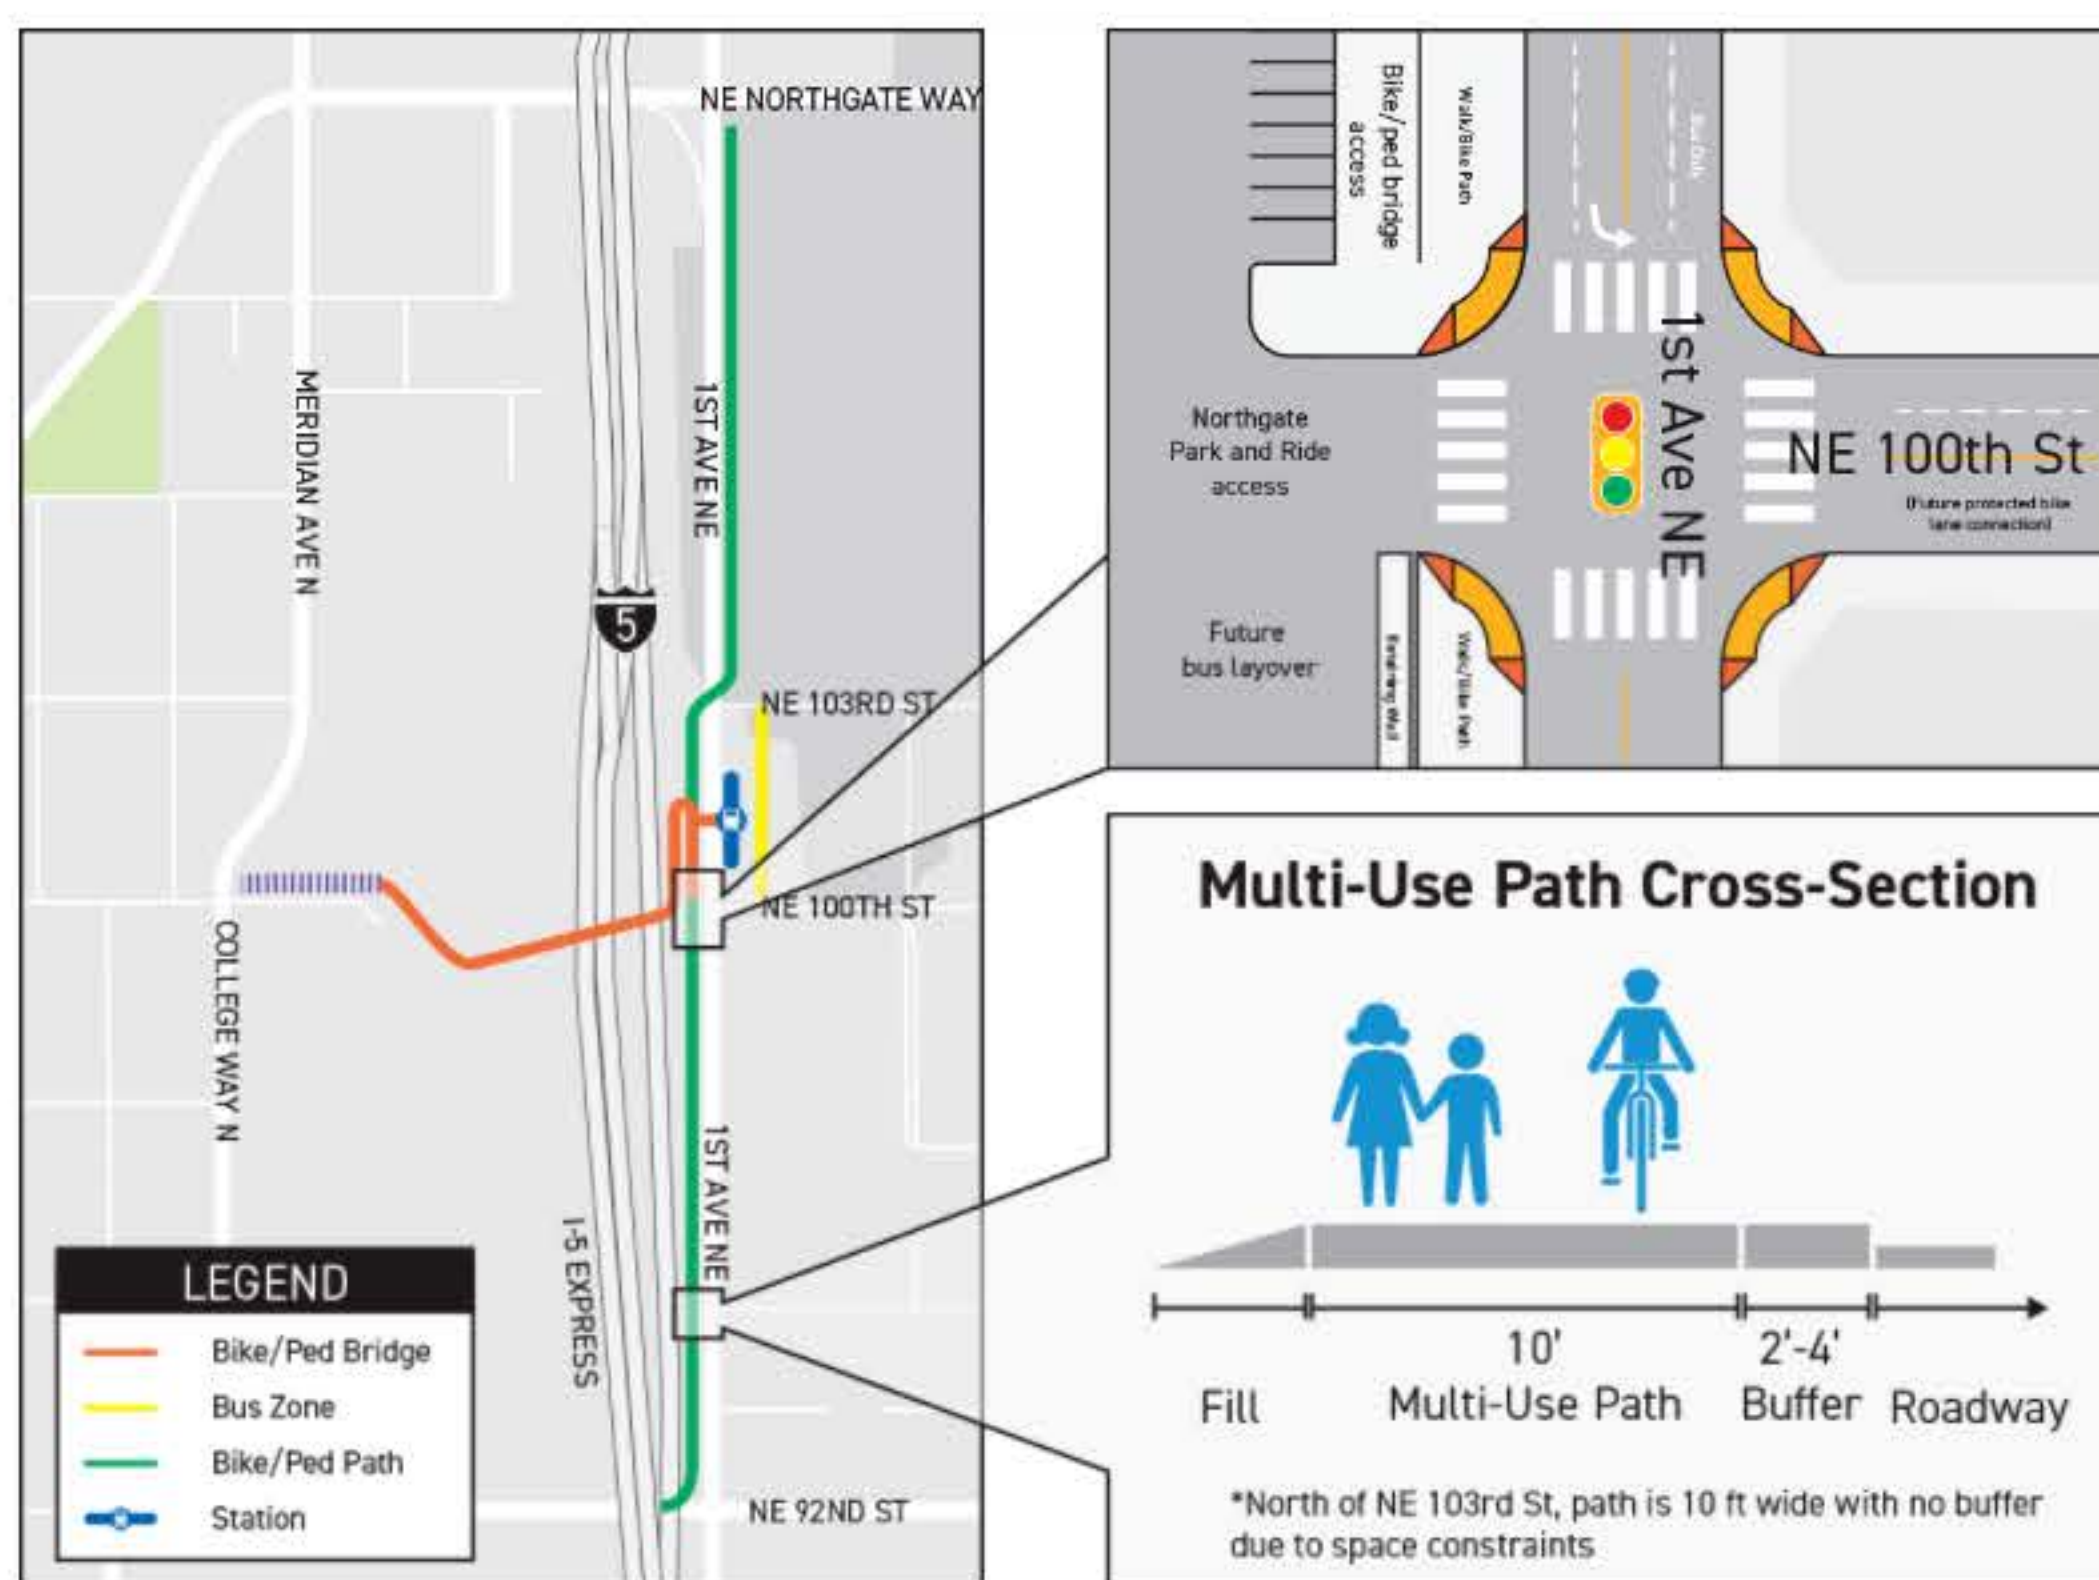 NE NORTHGATE WAY
MERIDIAN AVE N
1ST AVE NE
5
NE 103RD ST
NE 100TH ST
COLLEGE WAY N
1ST AVE NE
I-5 EXPRESS
NE 92ND ST
LEGEND
Bike/Ped Bridge
Bus Zone
Bike/Ped Path
Station
Bike/ped bridge
access
Walk/Bike Path
Bus Only
1st Ave NE
Northgate
Park and Ride
access
NE 100th St
(Future protected bike
lane connection)
Future
bus layover
Retaining Wall
Walk/Bike Path
Multi-Use Path Cross-Section
10'
2'-4'
Fill
Multi-Use Path
Buffer
Roadway
*North of NE 103rd St, path is 10 ft wide with no buffer
due to space constraints